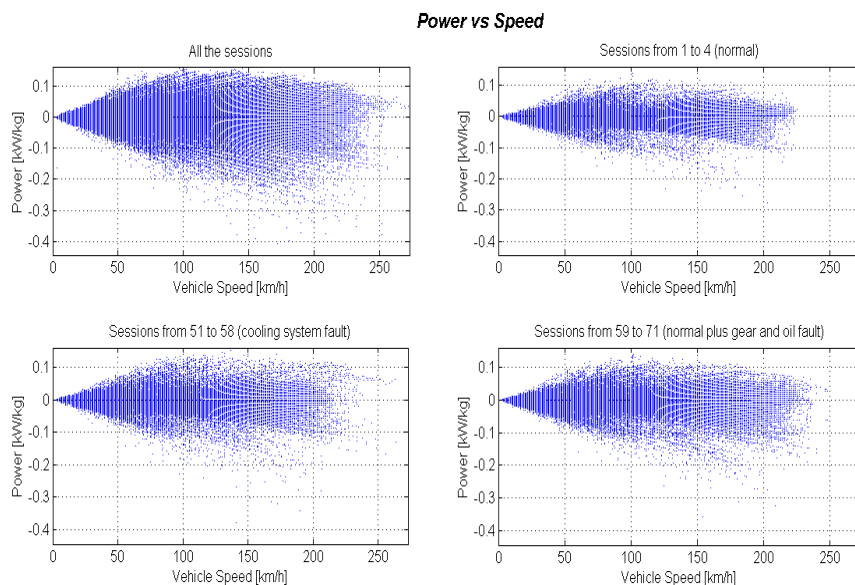 Power vs Speed
All the sessions
Power [kW/kg]
0.1
0
-0.1
-0.2
-0.3
-0.4
0 50 100 150 200 250
Vehicle Speed [km/h]
Sessions from 1 to 4 (normal)
Power [kW/kg]
0.1
0
-0.1
-0.2
-0.3
-0.4
0 50 100 150 200 250
Vehicle Speed [km/h]
Sessions from 51 to 58 (cooling system fault)
Power [kW/kg]
0.1
0
-0.1
-0.2
-0.3
-0.4
0 50 100 150 200 250
Vehicle Speed [km/h]
Sessions from 59 to 71 (normal plus gear and oil fault)
Power [kW/kg]
0.1
0
-0.1
-0.2
-0.3
-0.4
0 50 100 150 200 250
Vehicle Speed [km/h]